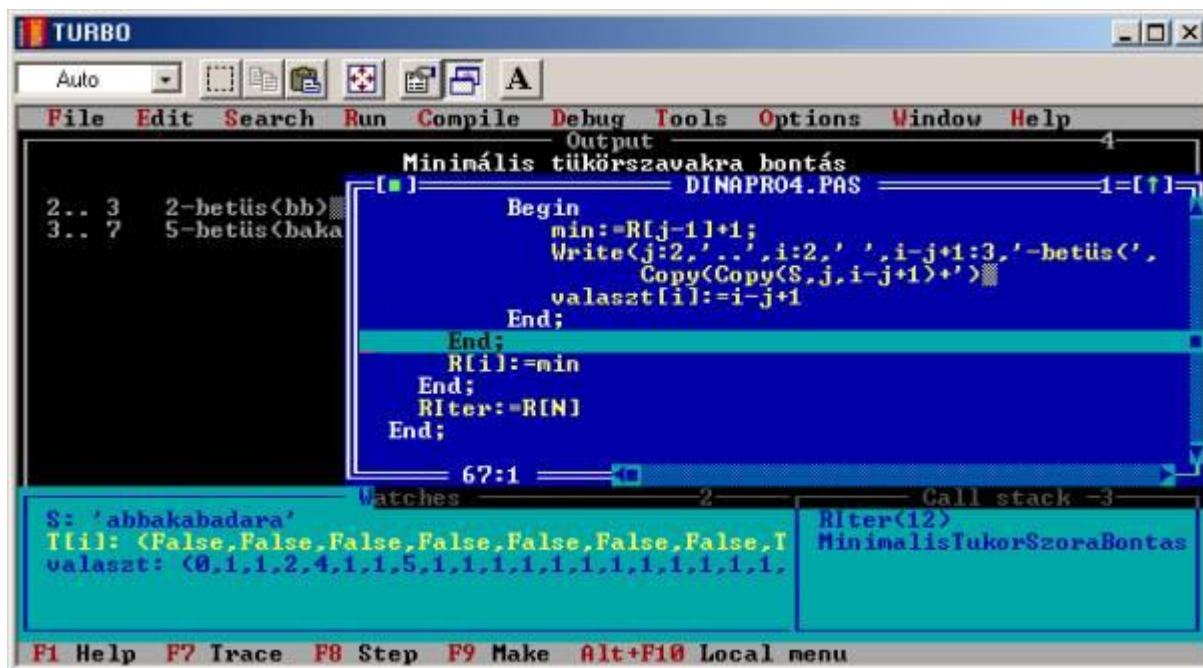 TURBO
Auto
A
File Edit Search Run Compile Debug Tools Options Window Help
Output 4
Minimális tükörszavakra bontás
2.. 3 2-betüs(bb)
3.. 7 5-betüs(baka
[■] DINAPRO4.PAS 1=[↑]
Begin
min:=R[j-1]+1;
Write(j:2,'..',i:2,' ',i-j+1:3,'-betüs(',
Copy(Copy(S,j,i-j+1)+')
valaszt[i]:=i-j+1
End;
End;
R[i]:=min
End;
RIter:=R[N]
End;
67:1
Watches 2
S: 'abbakabadara'
T[i]: (False,False,False,False,False,False,False,T
valaszt: (0,1,1,2,4,1,1,5,1,1,1,1,1,1,1,1,1,1,1,1,
Call stack 3
RIter(12)
MinimalisTukorSzoraBontas
F1 Help F7 Trace F8 Step F9 Make Alt+F10 Local menu